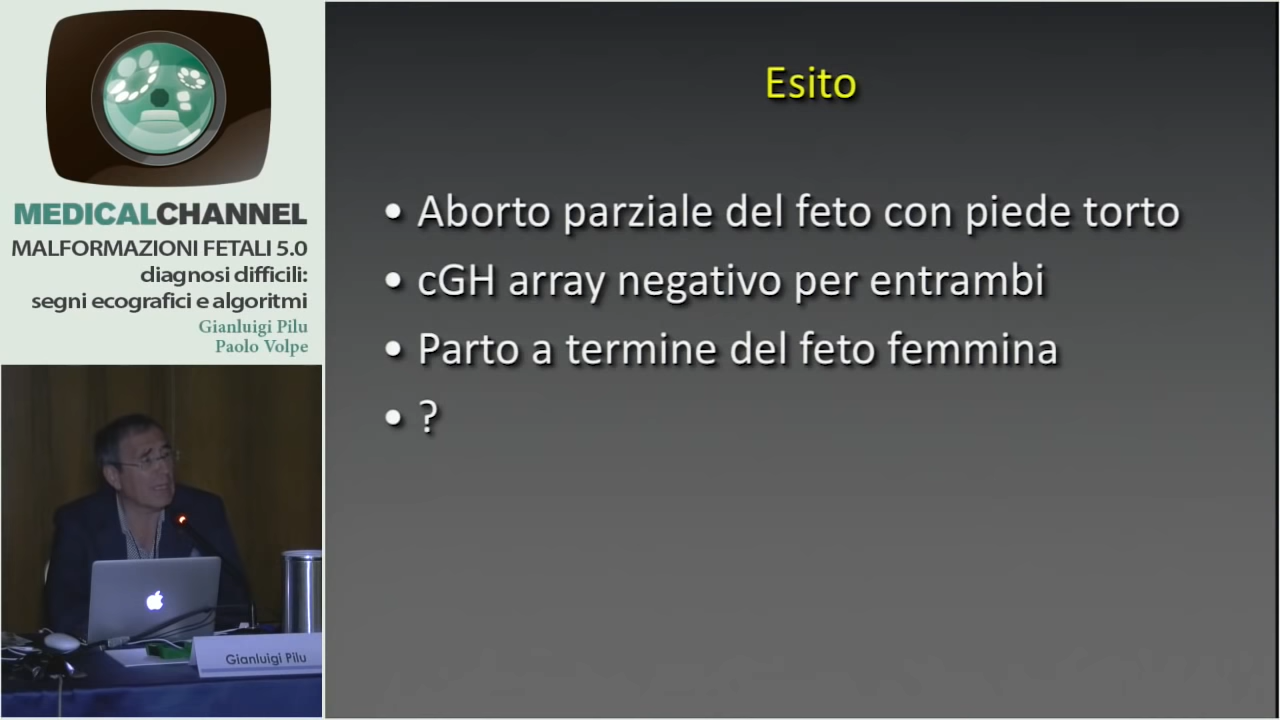 MEDICALCHANNEL
MALFORMAZIONI FETALI 5.0
diagnosi difficili:
segni ecografici e algoritmi
Gianluigi Pilu
Paolo Volpe
Gianluigi Pilu
Esito
• Aborto parziale del feto con piede torto
• cGH array negativo per entrambi
• Parto a termine del feto femmina
• ?